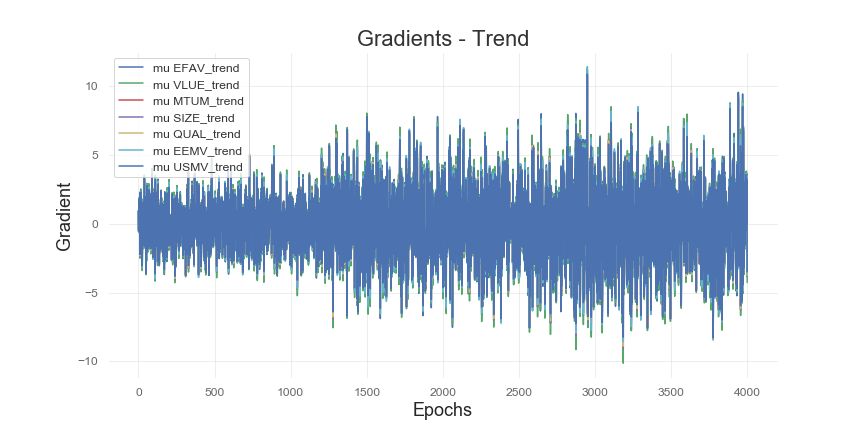 Gradients - Trend
mu EFAV_trend
mu VLUE_trend
mu MTUM_trend
mu SIZE_trend
mu QUAL_trend
mu EEMV_trend
mu USMV_trend
Gradient
10
5
0
−5
−10
0 500 1000 1500 2000 2500 3000 3500 4000
Epochs